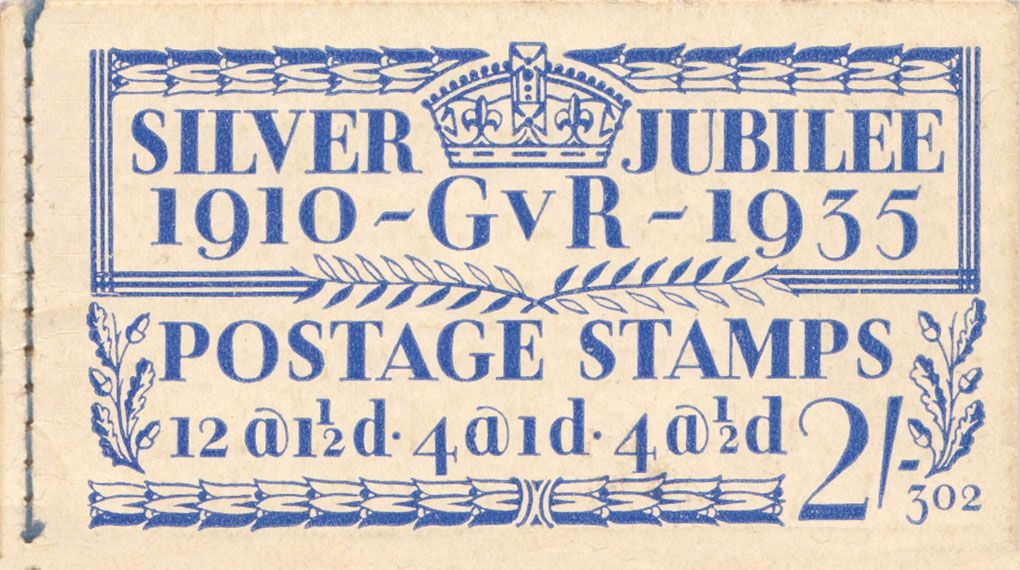 SILVER JUBILEE
1910 - GVR - 1935
POSTAGE STAMPS
12 @ 1½d · 4 @ 1d · 4 @ ½d 2/-
302